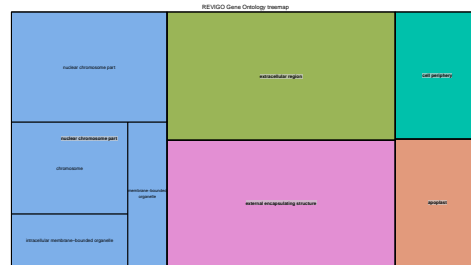 REVIGO Gene Ontology treemap
nuclear chromosome part
extracellular region
cell periphery
nuclear chromosome part
chromosome
membrane-bounded
organelle
external encapsulating structure
apoplast
intracellular membrane-bounded organelle